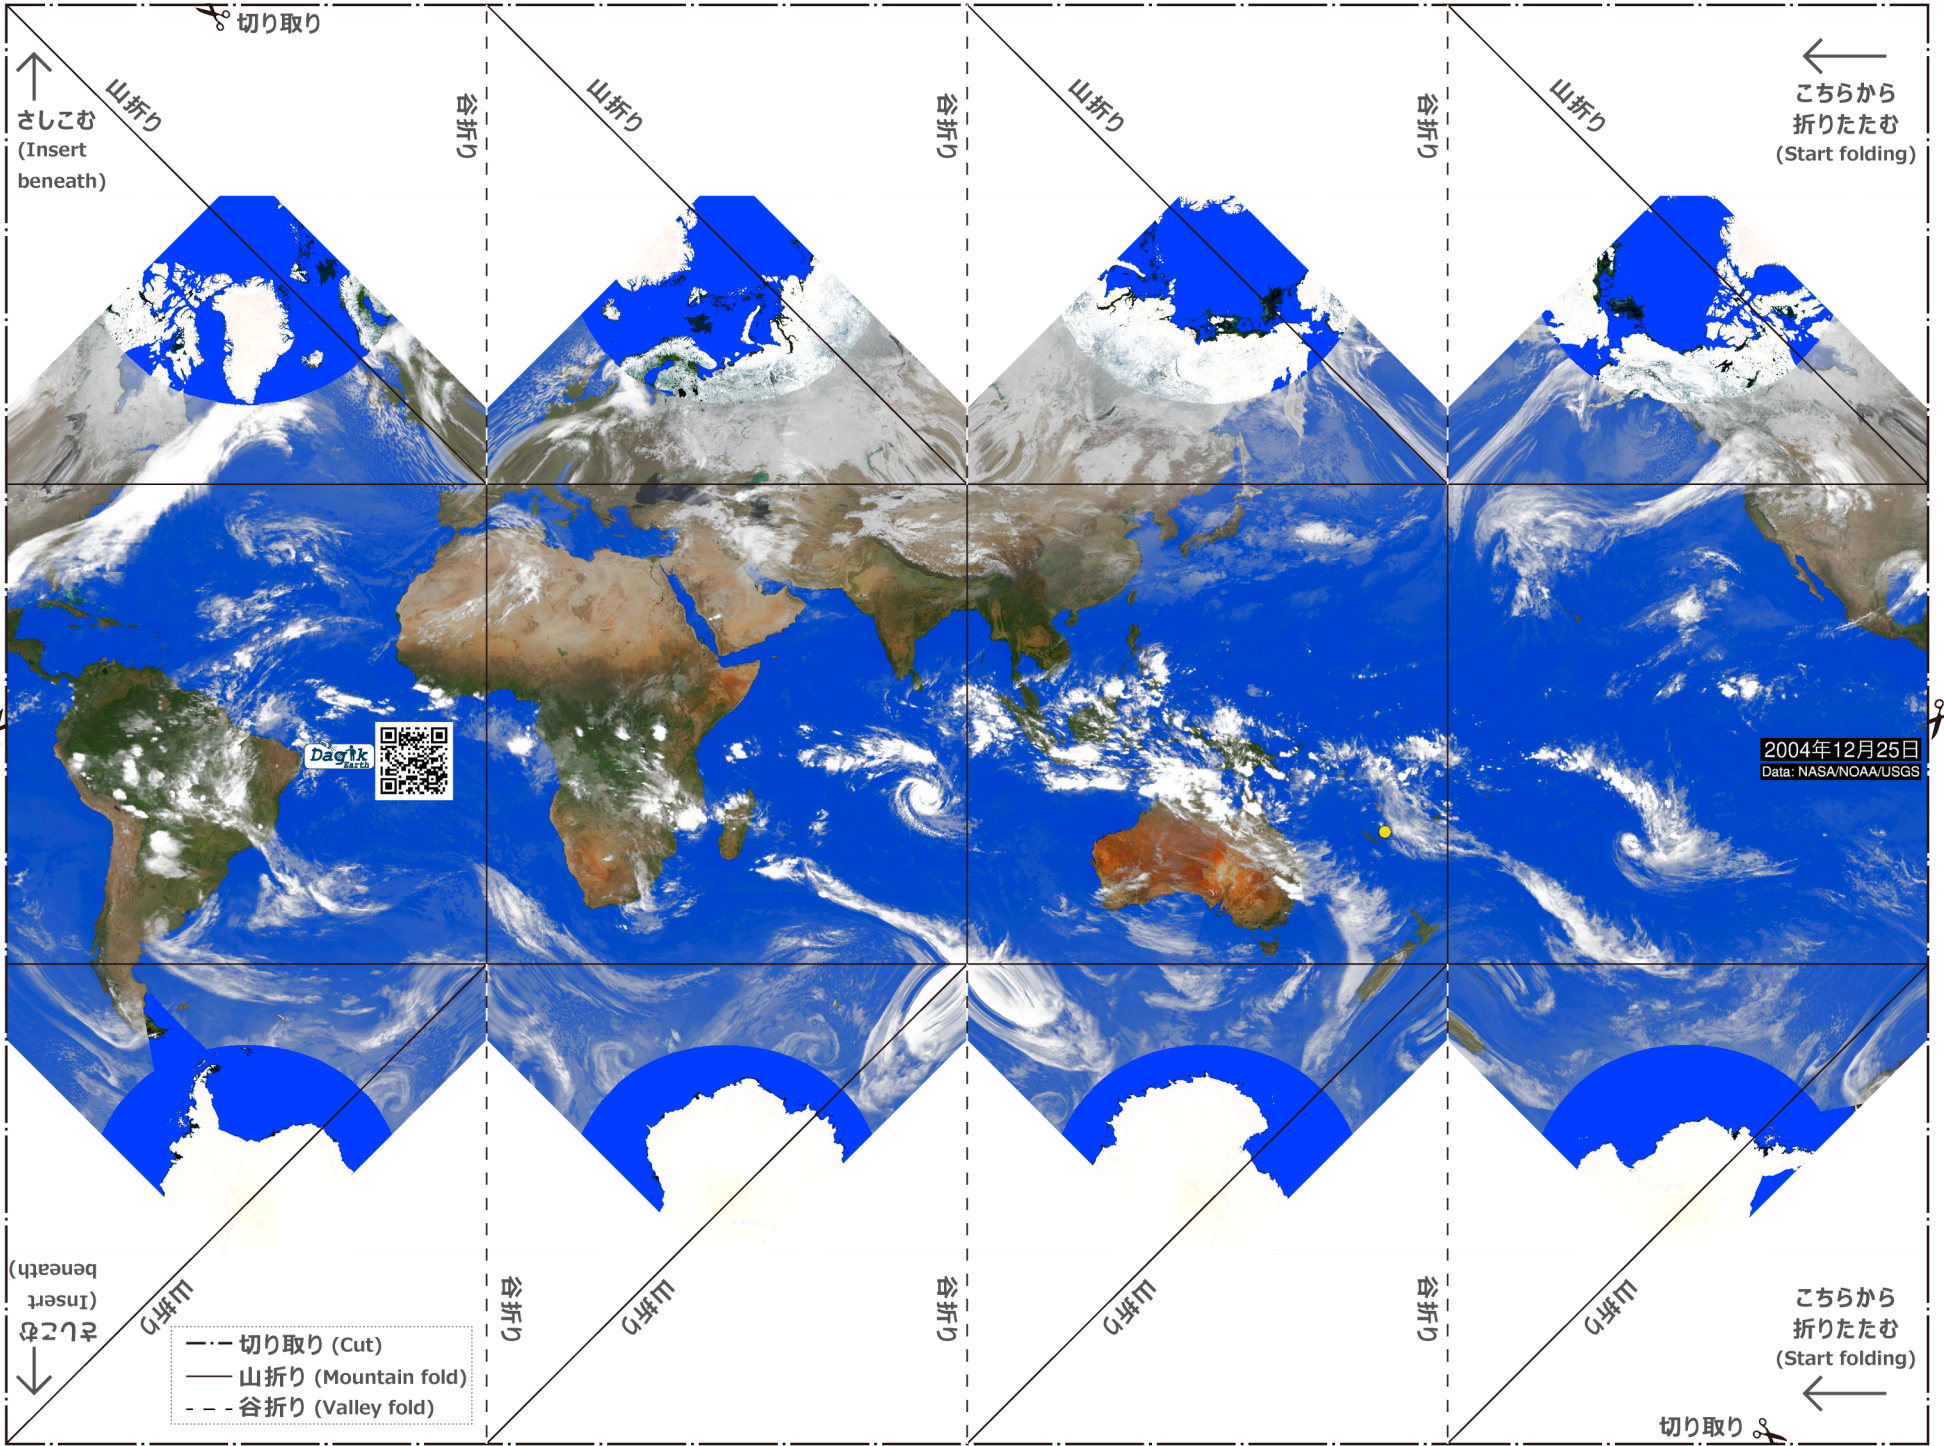 切り取り
山折り
山折り
山折り
山折り
谷折り
谷折り
谷折り
さしこむ
(Insert
beneath)
こちらから
折りたたむ
(Start folding)
Dagik
Earth
2004年12月25日
Data: NASA/NOAA/USGS
さしこむ
(Insert
beneath)
山折り
山折り
山折り
山折り
谷折り
谷折り
谷折り
こちらから
折りたたむ
(Start folding)
切り取り (Cut)
山折り (Mountain fold)
谷折り (Valley fold)
切り取り